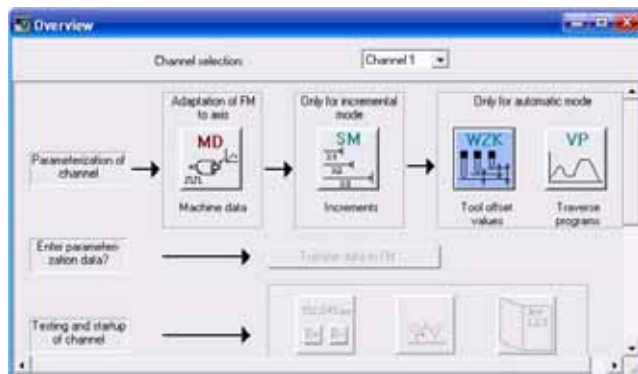 Overview
Channel selection:
Channel 1
Adaptation of FM
to axis
Only for incremental
mode
Only for automatic mode
MD
SM
WZK
VP
Parameterization of
channel
Machine data
Increments
Tool offset
values
Traverse
programs
Enter parameteri-
zation data?
Transfer data to FM
Testing and startup
of channel